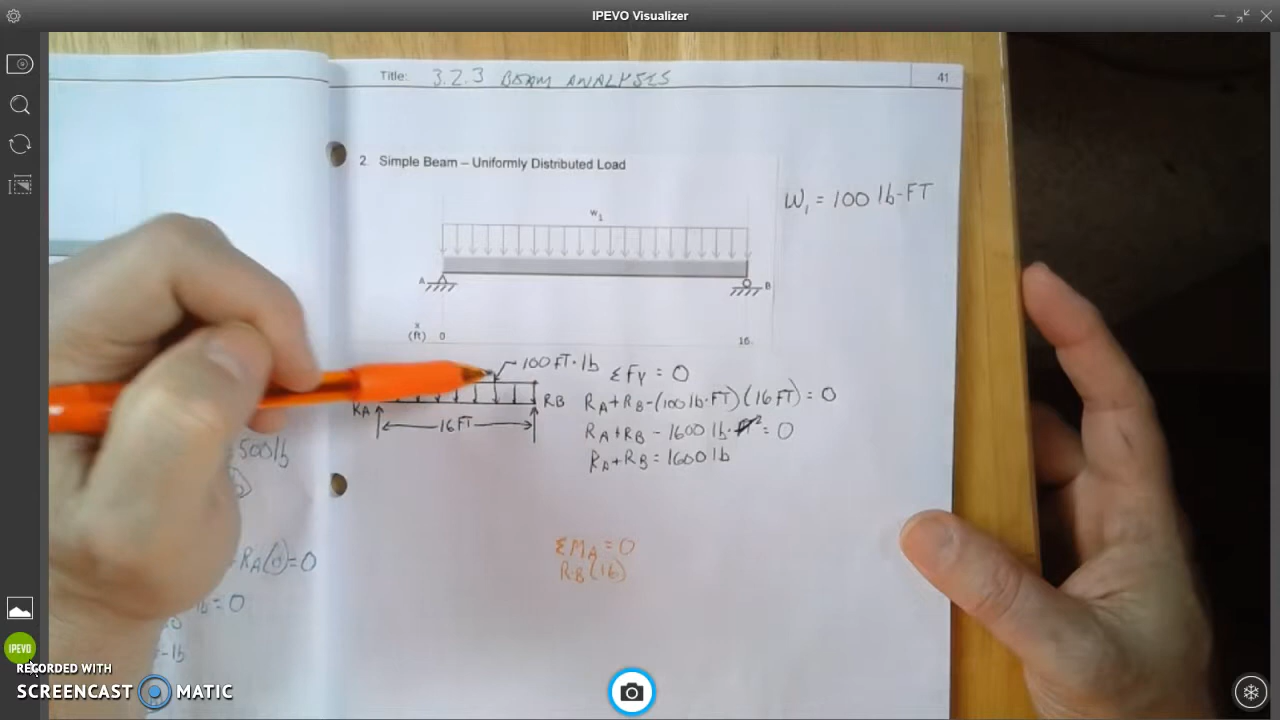 IPEVO Visualizer
Title: 3.2.3 BEAM ANALYSIS
41
2. Simple Beam – Uniformly Distributed Load
W₁ = 100 lb-FT
w₁
A
B
x
(ft) 0
16
100 FT·lb
RA
RB
16 FT
ΣFy = 0
RA+RB-(100 lb·FT)(16 FT) = 0
RA+RB - 1600 lb· = 0
RA+RB = 1600 lb
500 lb
RA(0)=0
lb = 0
-lb
ΣMA = 0
RB(16)
IPEVO
RECORDED WITH
SCREENCAST MATIC